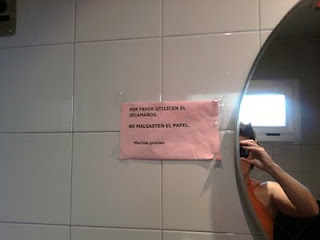 POR FAVOR UTILICEN EL
SECAMANOS.
NO MALGASTEN EL PAPEL.
Muchas gracias